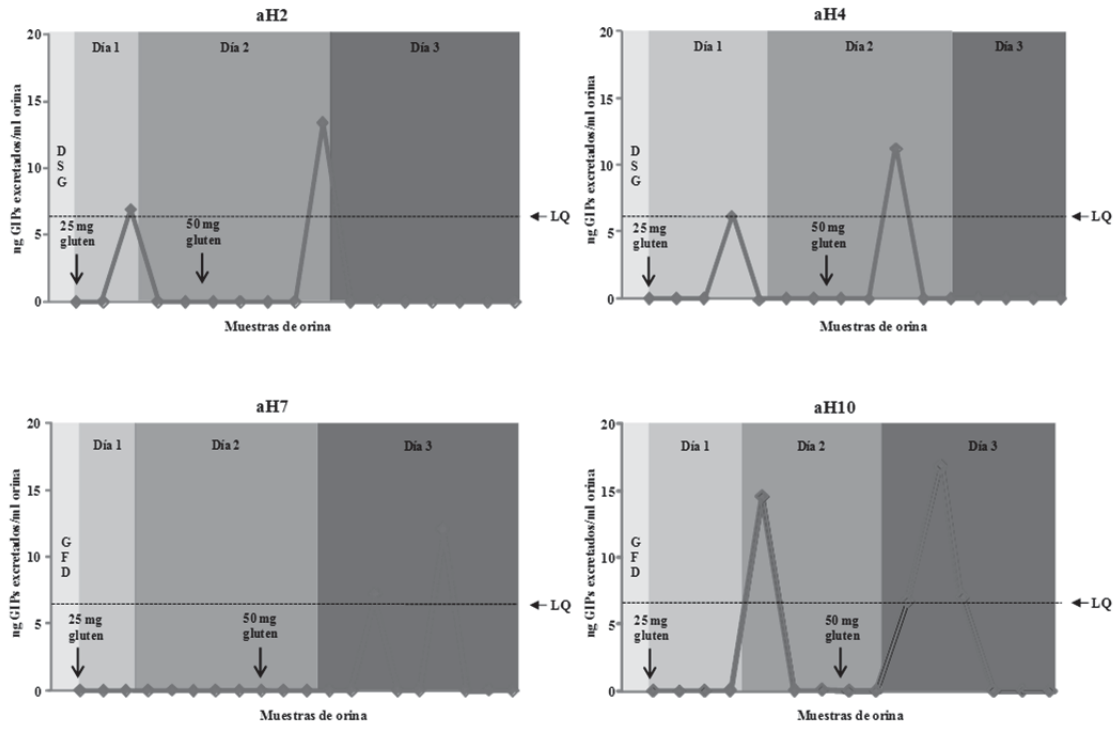 aH2
20
15
10
5
0
ng GIPs excretados/ml orina
Día 1
Día 2
Día 3
D
S
G
25 mg
gluten
50 mg
gluten
LQ
Muestras de orina
aH4
20
15
10
5
0
ng GIPs excretados/ml orina
Día 1
Día 2
Día 3
D
S
G
25 mg
gluten
50 mg
gluten
LQ
Muestras de orina
aH7
20
15
10
5
0
ng GIPs excretados/ml orina
Día 1
Día 2
Día 3
G
F
D
25 mg
gluten
50 mg
gluten
LQ
Muestras de orina
aH10
20
15
10
5
0
ng GIPs excretados/ml orina
Día 1
Día 2
Día 3
G
F
D
25 mg
gluten
50 mg
gluten
LQ
Muestras de orina